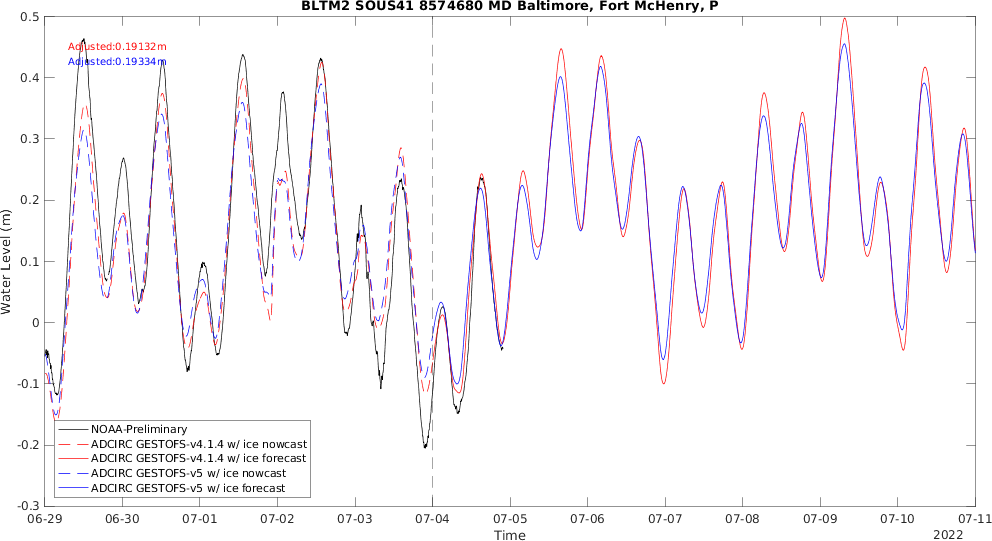 BLTM2 SOUS41 8574680 MD Baltimore, Fort McHenry, P
Adjusted:0.19132m
Adjusted:0.19334m
Water Level (m)
0.5
0.4
0.3
0.2
0.1
0
-0.1
-0.2
-0.3
NOAA-Preliminary
ADCIRC GESTOFS-v4.1.4 w/ ice nowcast
ADCIRC GESTOFS-v4.1.4 w/ ice forecast
ADCIRC GESTOFS-v5 w/ ice nowcast
ADCIRC GESTOFS-v5 w/ ice forecast
06-29 06-30 07-01 07-02 07-03 07-04 07-05 07-06 07-07 07-08 07-09 07-10 07-11
Time
2022